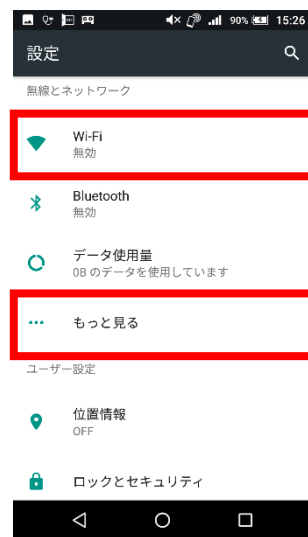 90% 15:26
設定
無線とネットワーク
Wi-Fi
無効
Bluetooth
無効
データ使用量
0B のデータを使用しています
もっと見る
ユーザー設定
位置情報
OFF
ロックとセキュリティ